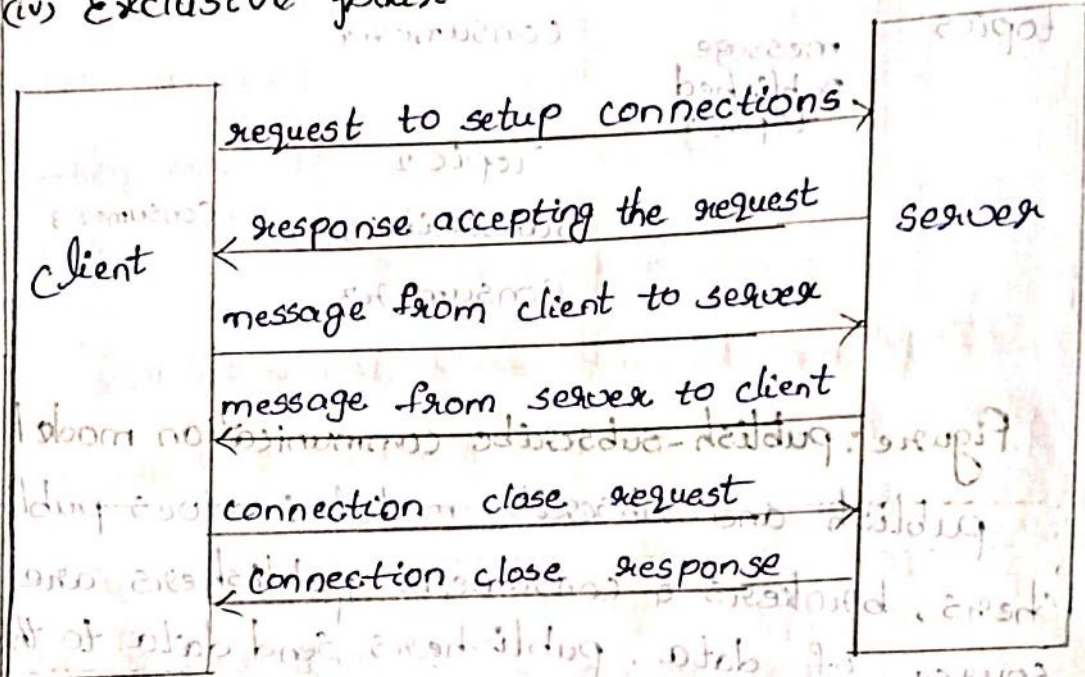 (iv) Exclusive
request to setup connections.
response accepting the request
server
client
message from client to server
message from server to client
connection close request
connection close response